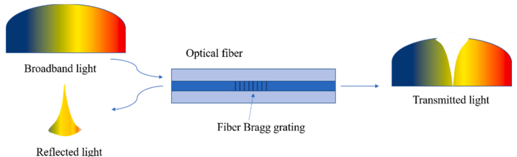 Optical fiber
Broadband light
Transmitted light
Fiber Bragg grating
Reflected light